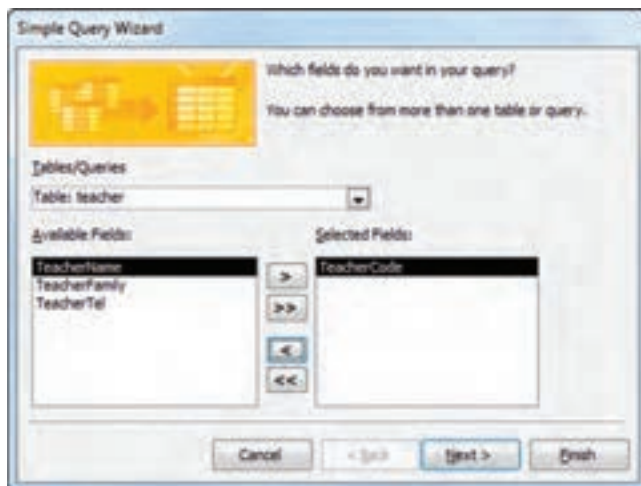 Simple Query Wizard
Which fields do you want in your query?
You can choose from more than one table or query.
Tables/Queries
Table: teacher
Available Fields:
Selected Fields:
TeacherName
TeacherFamily
TeacherTel
>
>>
<
<<
TeacherCode
Cancel
< Back
Next >
Finish